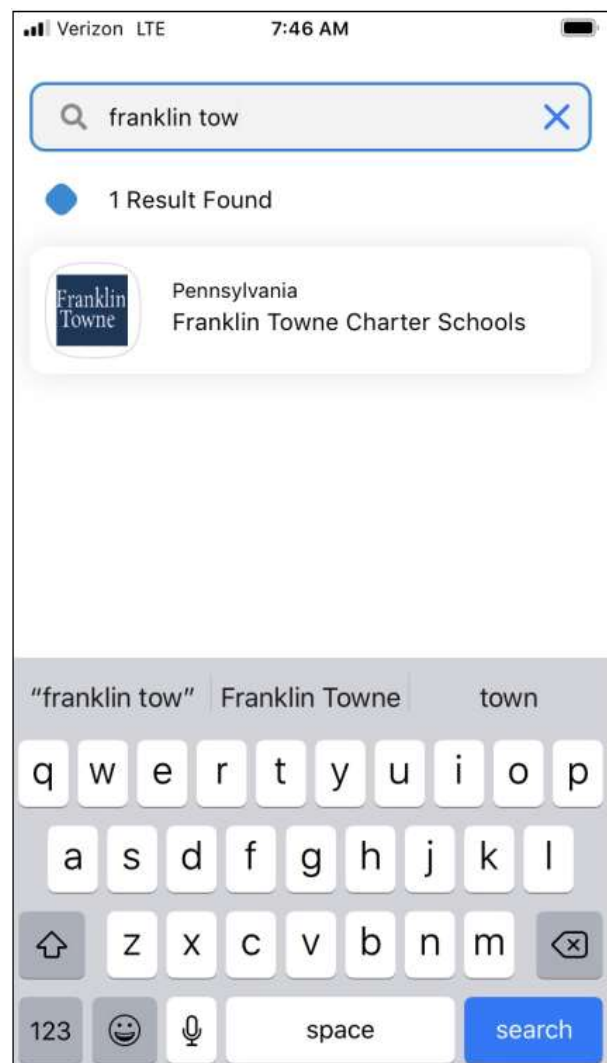 Verizon LTE 7:46 AM
franklin tow
1 Result Found
Franklin
Towne
Pennsylvania
Franklin Towne Charter Schools
“franklin tow” Franklin Towne town
q w e r t y u i o p
a s d f g h j k l
z x c v b n m
123 space search